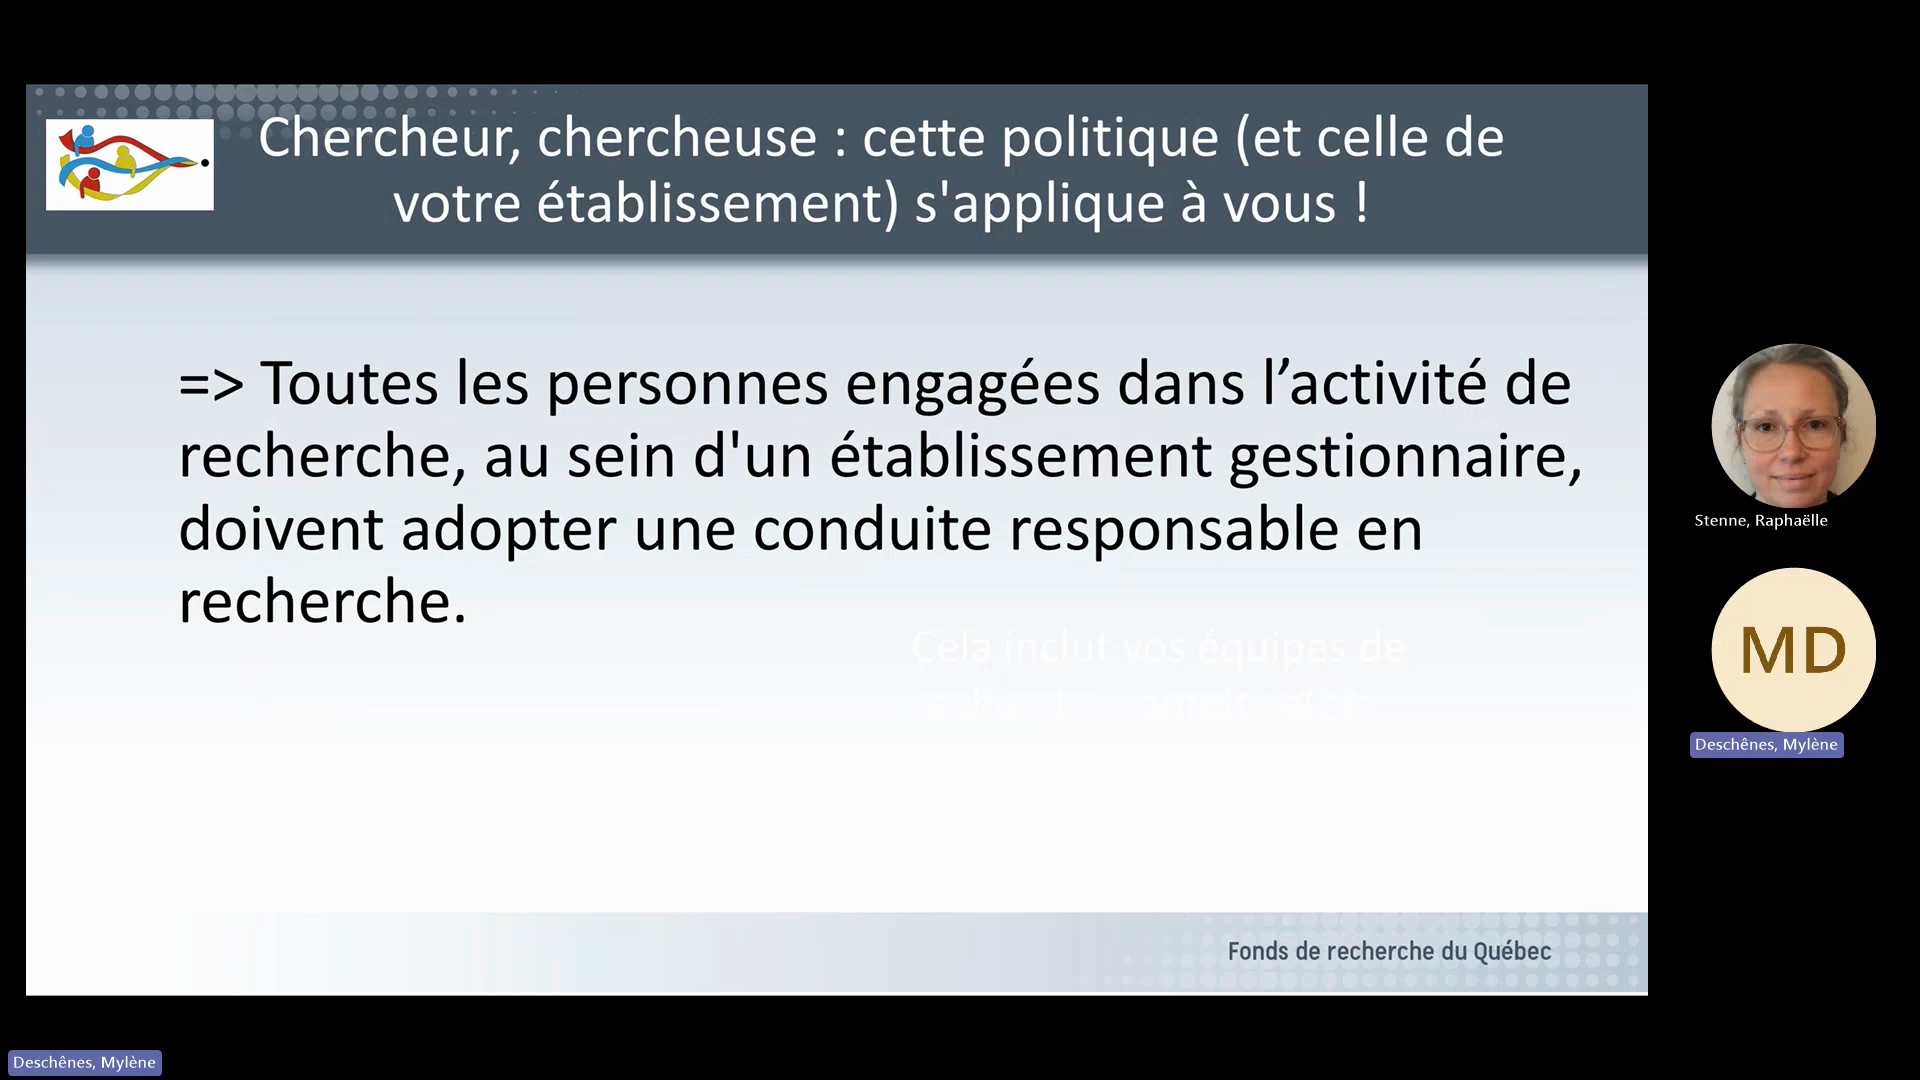 Chercheur, chercheuse : cette politique (et celle de
votre établissement) s'applique à vous !
=> Toutes les personnes engagées dans l’activité de
recherche, au sein d'un établissement gestionnaire,
doivent adopter une conduite responsable en
recherche.
Cela inclut vos équipes de
Fonds de recherche du Québec
Stenne, Raphaëlle
MD
Deschênes, Mylène
Deschênes, Mylène